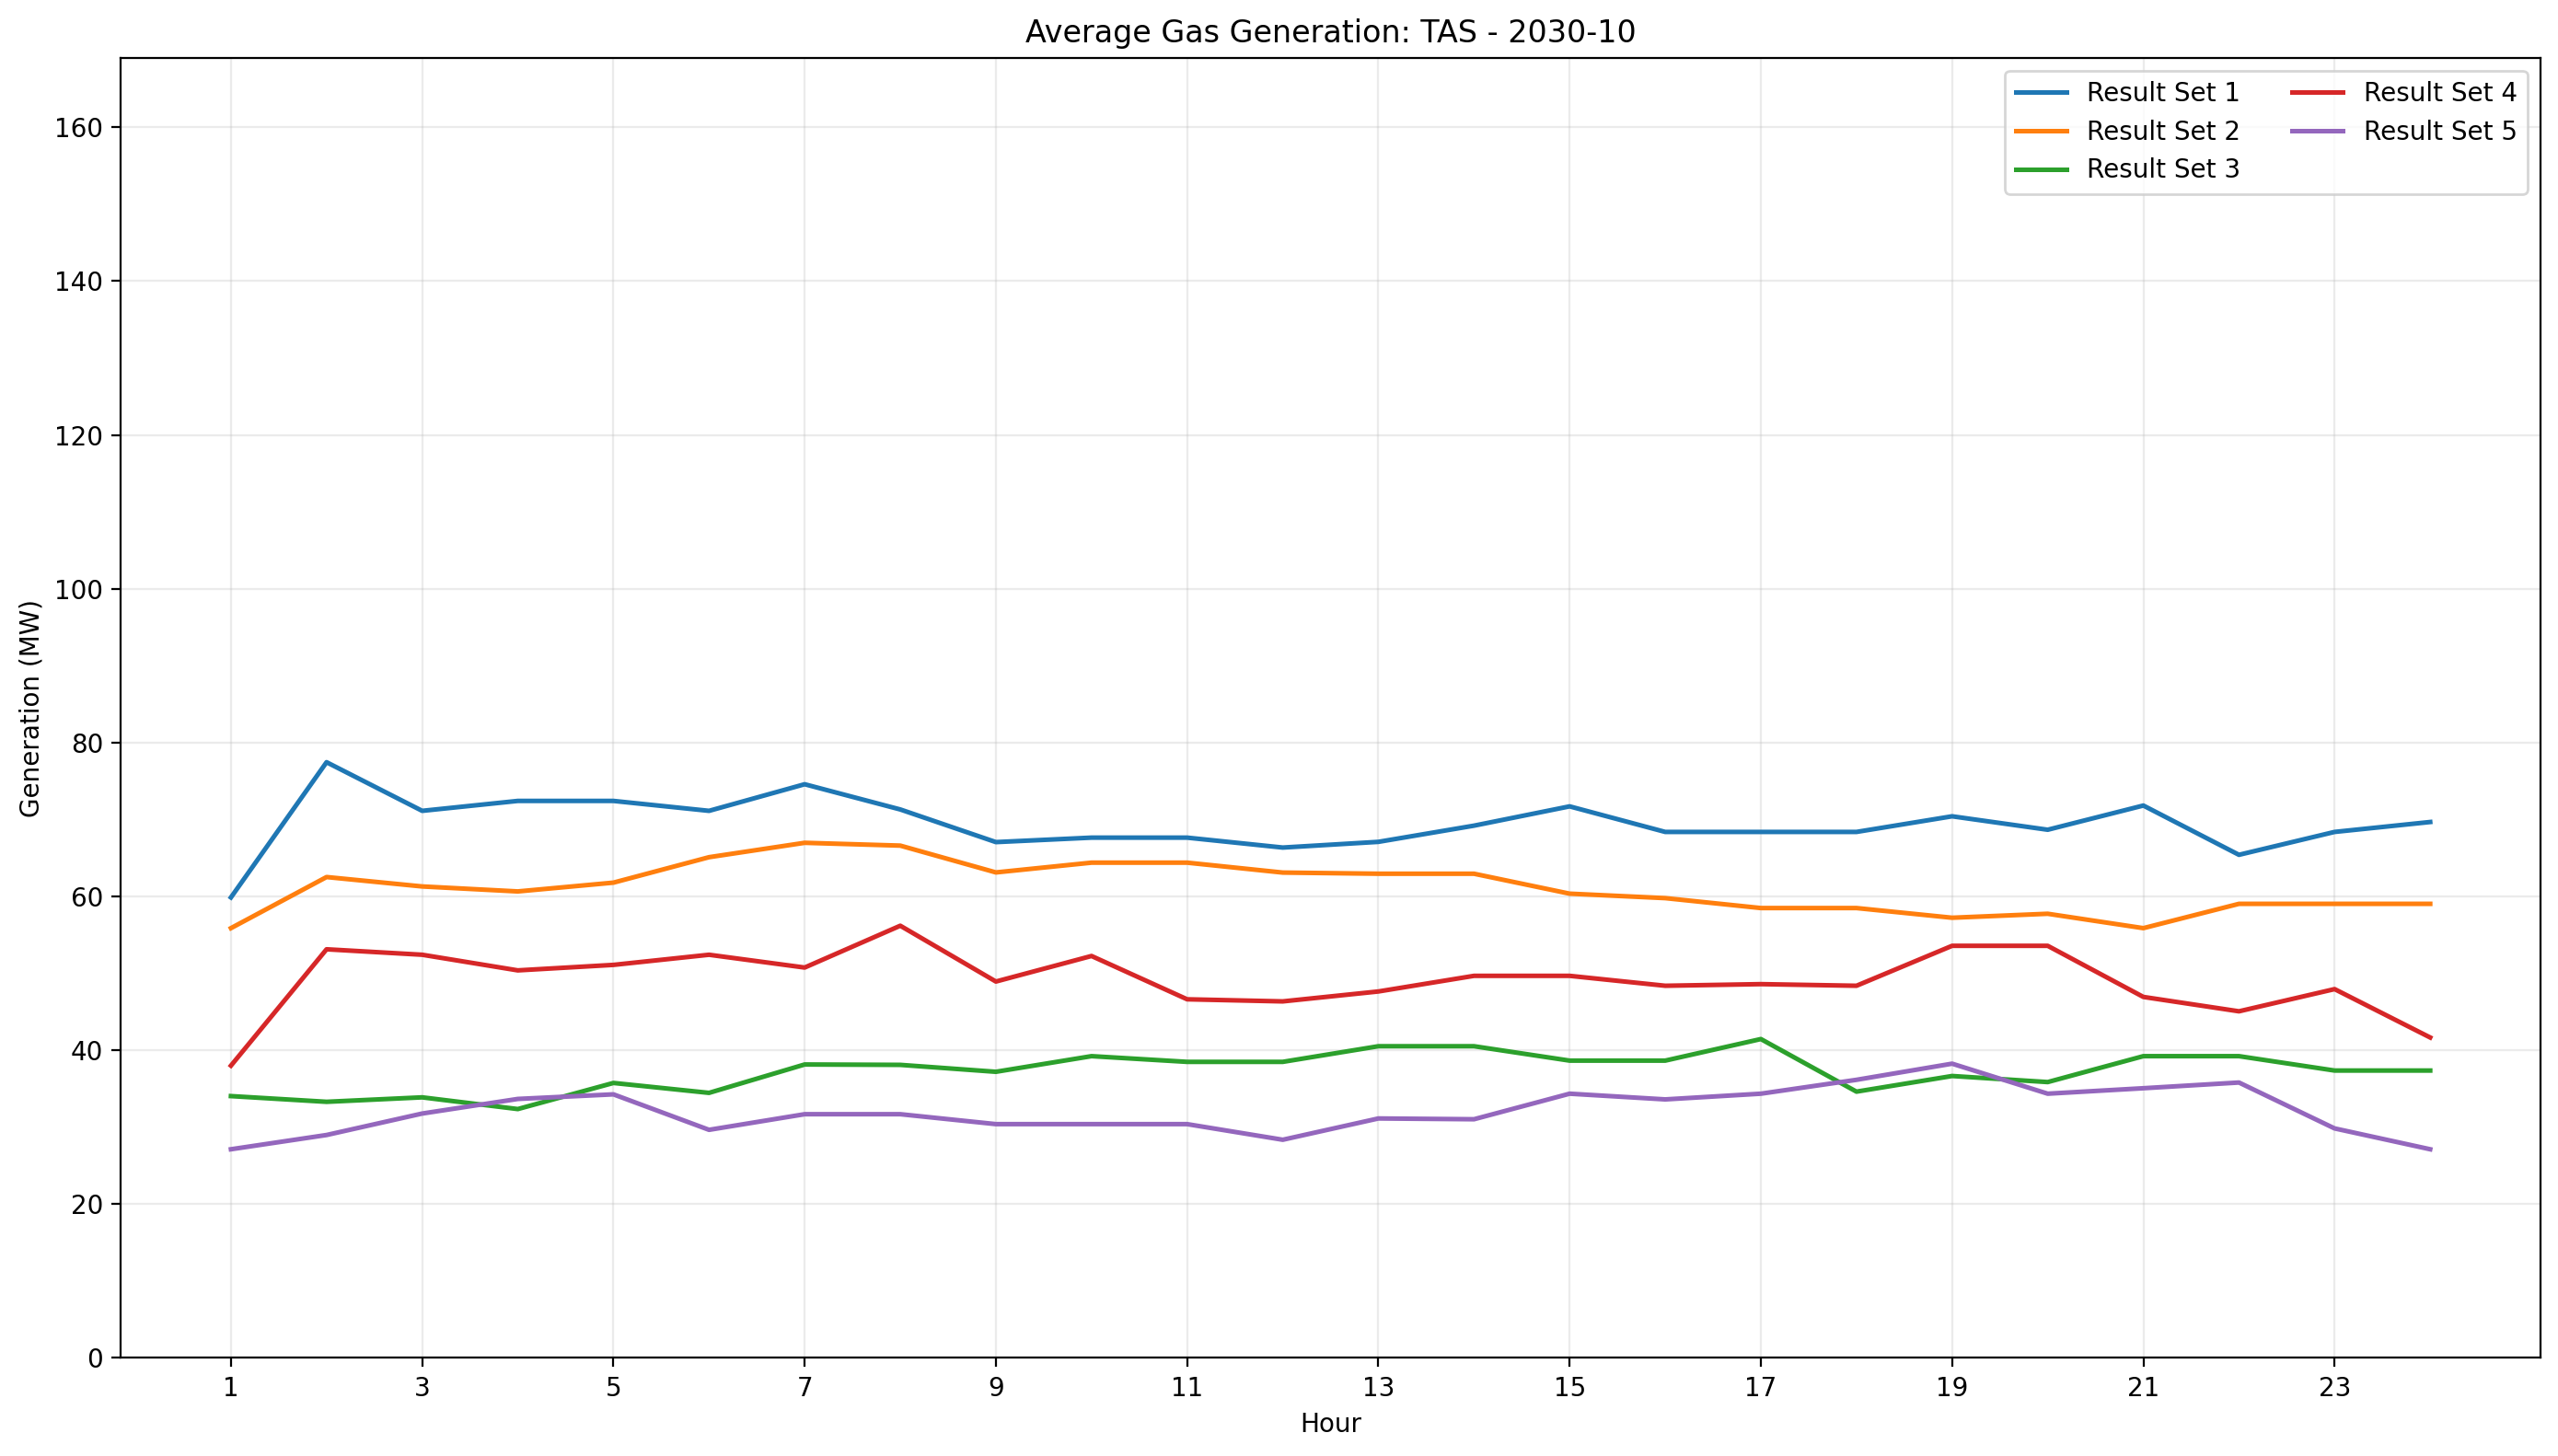 Average Gas Generation: TAS - 2030-10
Result Set 1
Result Set 2
Result Set 3
Result Set 4
Result Set 5
Generation (MW)
160
140
120
100
80
60
40
20
0
1 3 5 7 9 11 13 15 17 19 21 23
Hour